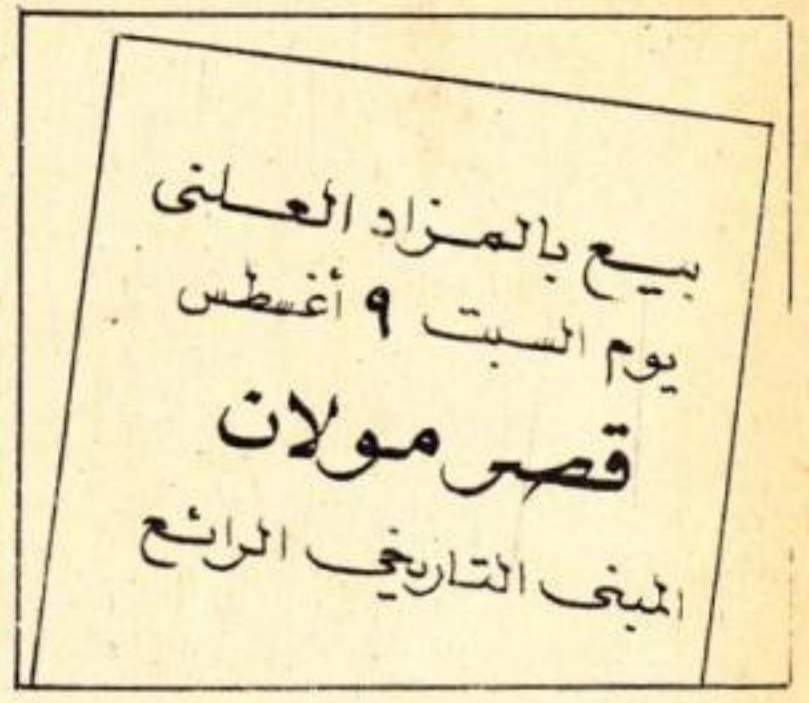 بيع بالمزاد العلنى
يوم السبت ٩ أغسطس
قصر مولان
المبنى التاريخي الرائع